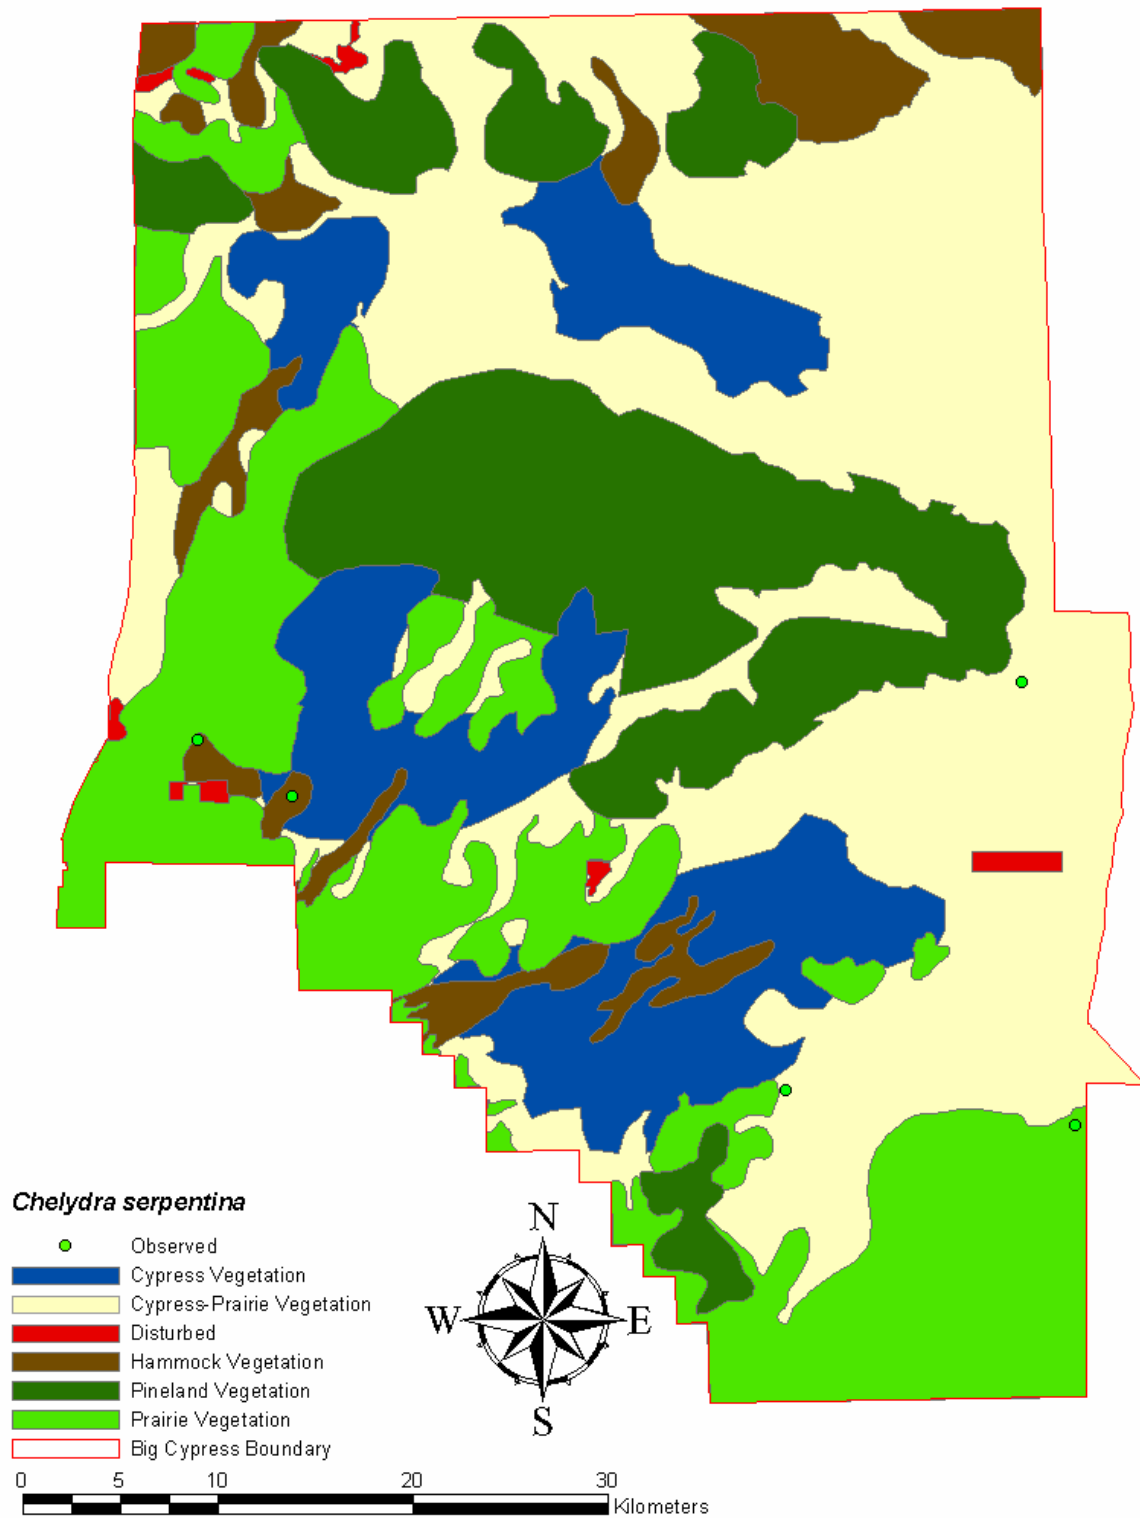 Chelydra serpentina
Observed
Cypress Vegetation
Cypress-Prairie Vegetation
Disturbed
Hammock Vegetation
Pineland Vegetation
Prairie Vegetation
Big Cypress Boundary
N
W E
S
0 5 10 20 30
Kilometers